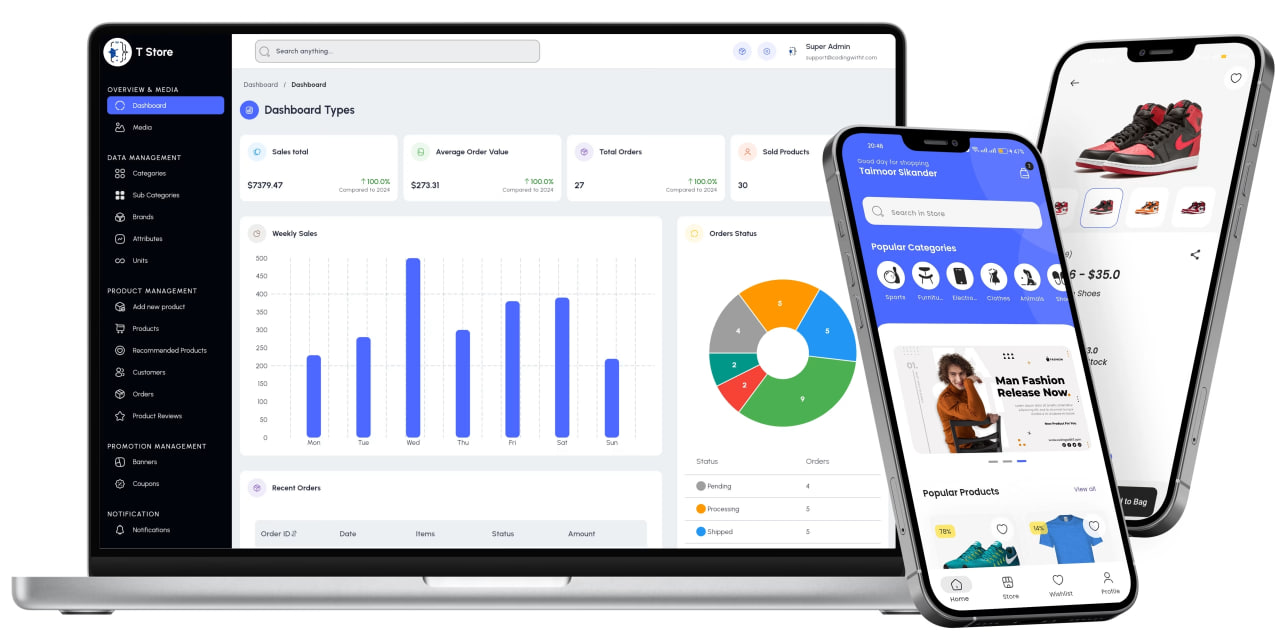 T Store
OVERVIEW & MEDIA
Dashboard
Media
DATA MANAGEMENT
Categories
Sub Categories
Brands
Attributes
Units
PRODUCT MANAGEMENT
Add new product
Products
Recommended Products
Customers
Orders
Product Reviews
PROMOTION MANAGEMENT
Banners
Coupons
NOTIFICATION
Notifications
Search anything...
Super Admin
support@codingwitht.com
Dashboard / Dashboard
Dashboard Types
Sales total
$7379.47
↑100.0%
Compared to 2024
Average Order Value
$273.31
↑100.0%
Compared to 2024
Total Orders
27
↑100.0%
Compared to 2024
Sold Products
30
Weekly Sales
500
450
400
350
300
250
200
150
100
50
0
Mon Tue Wed Thu Fri Sat Sun
Recent Orders
Order ID Date Items Status Amount
Orders Status
5
5
9
2
2
4
Status Orders
Pending 4
Processing 5
Shipped 5
20:48
Good day for shopping
Taimoor Sikander
Search in Store
Popular Categories
Sports Furnitu... Electro... Clothes Animals
Man Fashion
Release Now.
Popular Products
View all
78%
14%
Home Store Wishlist Profile
6 - $35.0
Shoes
to Bag